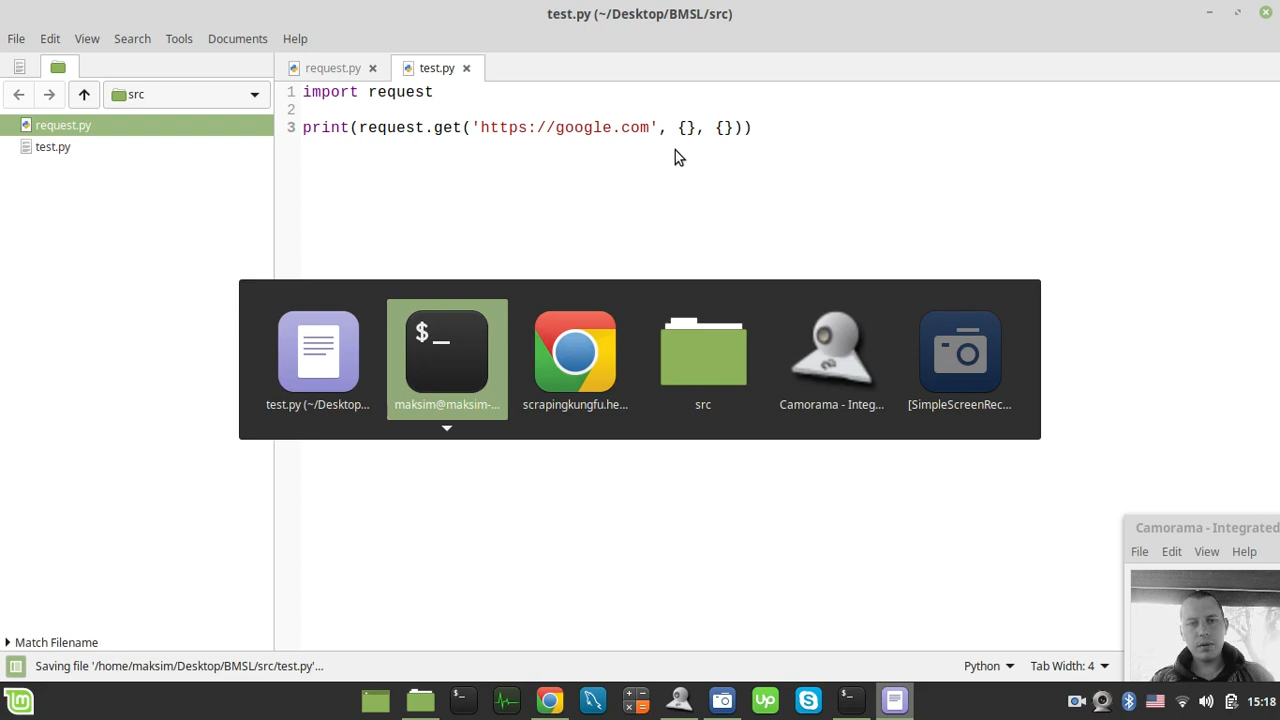 test.py (~/Desktop/BMSL/src)
File Edit View Search Tools Documents Help
request.py test.py
src
request.py
test.py
1 import request
2
3 print(request.get('https://google.com', {}, {}))
$_
test.py (~/Desktop... maksim@maksim-... scrapingkungfu.he... src Camorama - Integ... [SimpleScreenRec...
Camorama - Integrated
File Edit View Help
Match Filename
Saving file '/home/maksim/Desktop/BMSL/src/test.py'...
Python Tab Width: 4
Up
15:18